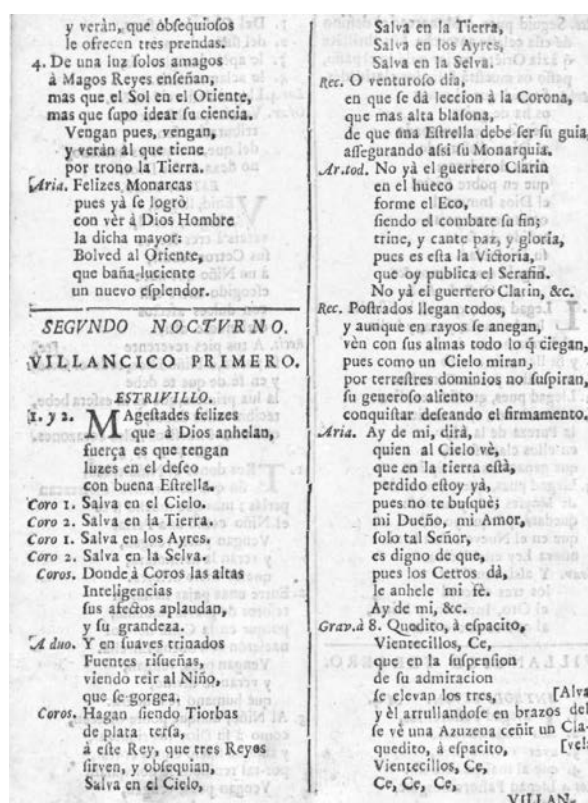 y veràn, que obſequioſos
le ofrecen tres prendas.
4. De una luz ſolos amagos
à Magos Reyes enſeñan,
mas que el Sol en el Oriente,
mas que ſupo idear ſu ciencia.
Vengan pues, vengan,
y veràn al que tiene
por trono la Tierra.
Aria. Felizes Monarcas
pues yà ſe logrò
con vèr à Dios Hombre
la dicha mayor:
Bolved al Oriente,
que baña luciente
un nuevo eſplendor.
SEGVNDO NOCTVRNO.
VILLANCICO PRIMERO.
ESTRIVILLO.
1. y 2. MAgeſtades felizes
que à Dios anhelan,
fuerça es que tengan
luzes en el deſeo
con buena Eſtrella.
Coro 1. Salva en el Cielo.
Coro 2. Salva en la Tierra.
Coro 1. Salva en los Ayres.
Coro 2. Salva en la Selva.
Coros. Donde à Coros las altas
Inteligencias
ſus afectos aplaudan,
y ſu grandeza.
A duo. Y en ſuaves trinados
Fuentes riſueñas,
viendo reir al Niño,
que ſe gorgea.
Coros. Hagan ſiendo Tiorbas
de plata terſa,
à eſte Rey, que tres Reyes
ſirven, y obſequian,
Salva en el Cielo,
Salva en la Tierra,
Salva en los Ayres,
Salva en la Selva.
Rec. O venturoſo dia,
en que ſe dà leccion à la Corona,
que mas alta blaſona,
de que una Eſtrella debe ſer ſu guia,
aſſegurando aſsi ſu Monarquia.
Ar.tod. No yà el guerrero Clarin
en el hueco
forme el Eco,
ſiendo el combate ſu fin;
trine, y cante paz, y gloria,
pues es eſta la Victoria,
que oy publica el Serafin.
No yà el guerrero Clarin, &c.
Rec. Poſtrados llegan todos,
y aunque en rayos ſe anegan,
vèn con ſus almas todo lo q̃ ciegan,
pues como un Cielo miran,
por terreſtres dominios no ſuſpiran,
ſu generoſo aliento
conquiſtar deſeando el firmamento.
Aria. Ay de mi, dirà,
quien al Cielo vè,
que en la tierra eſtà,
perdido eſtoy yà,
pues no te buſquè;
mi Dueño, mi Amor,
ſolo tal Señor,
es digno de que,
pues los Cetros dà,
le anhele mi fè.
Ay de mi, &c.
Grav.à 8. Quedito, à eſpacito,
Vientecillos, Ce,
que en la ſuſpenſion
de ſu admiracion
ſe elevan los tres, [Alva
y èl arrullandoſe en brazos del
ſe vè una Azuzena ceñir un Cla-
quedito, à eſpacito, [vel:
Vientecillos, Ce,
Ce, Ce, Ce.
VILLAN-